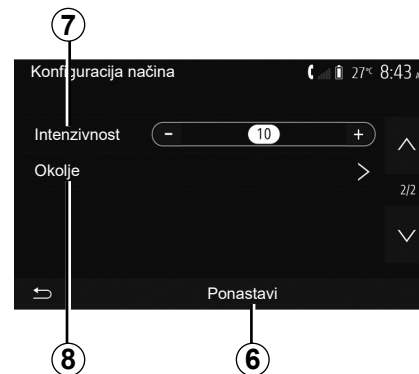 7
Konfiguracija načina 27°C 8:43
Intenzivnost - 10 +
Okolje >
2/2
Ponastavi
8 6